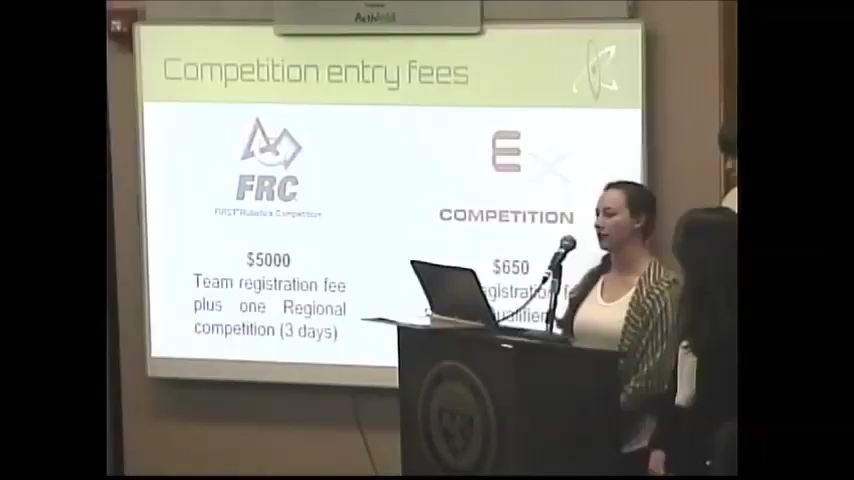 Competition entry fees
FRC
FIRST Robotics Competition
$5000
Team registration fee
plus one Regional
competition (3 days)
E
COMPETITION
$650